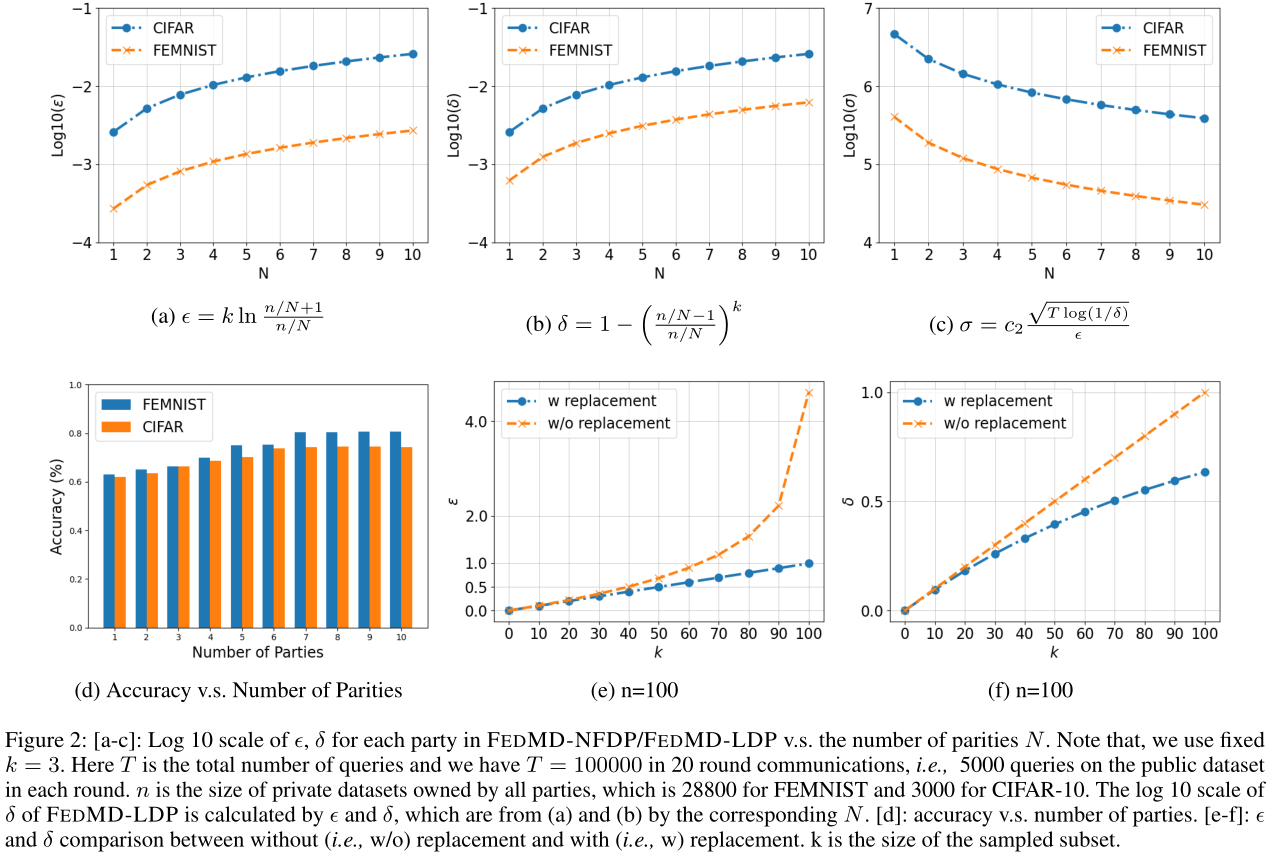 −1
−2
−3
−4
Log10(ε)
CIFAR
FEMNIST
1 2 3 4 5 6 7 8 9 10
N
(a) ϵ = k ln \frac{n/N+1}{n/N}
−1
−2
−3
−4
Log10(δ)
CIFAR
FEMNIST
1 2 3 4 5 6 7 8 9 10
N
(b) δ = 1 − \left(\frac{n/N−1}{n/N}\right)^k
7
6
5
4
Log10(σ)
CIFAR
FEMNIST
1 2 3 4 5 6 7 8 9 10
N
(c) σ = c_2 \frac{\sqrt{T log(1/δ)}}{ϵ}
1.0
0.8
0.6
0.4
0.2
0.0
Accuracy (%)
FEMNIST
CIFAR
1 2 3 4 5 6 7 8 9 10
Number of Parties
(d) Accuracy v.s. Number of Parities
4.0
2.0
1.0
0.5
0.0
ε
w replacement
w/o replacement
0 10 20 30 40 50 60 70 80 90 100
k
(e) n=100
1.0
0.5
0.0
δ
w replacement
w/o replacement
0 10 20 30 40 50 60 70 80 90 100
k
(f) n=100
Figure 2: [a-c]: Log 10 scale of ϵ, δ for each party in FEDMD-NFDP/FEDMD-LDP v.s. the number of parities N. Note that, we use fixed
k = 3. Here T is the total number of queries and we have T = 100000 in 20 round communications, i.e., 5000 queries on the public dataset
in each round. n is the size of private datasets owned by all parties, which is 28800 for FEMNIST and 3000 for CIFAR-10. The log 10 scale of
δ of FEDMD-LDP is calculated by ϵ and δ, which are from (a) and (b) by the corresponding N. [d]: accuracy v.s. number of parties. [e-f]: ϵ
and δ comparison between without (i.e., w/o) replacement and with (i.e., w) replacement. k is the size of the sampled subset.